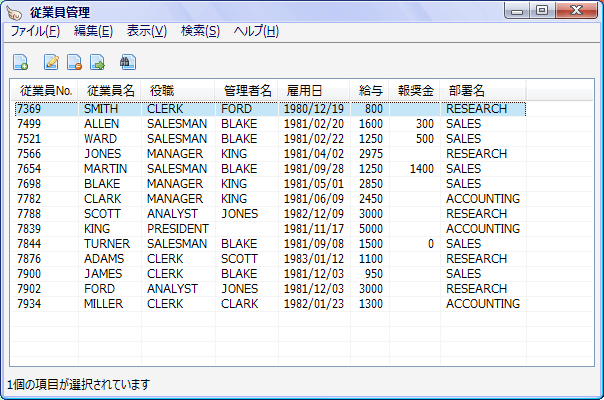 従業員管理
ファイル(F) 編集(E) 表示(V) 検索(S) ヘルプ(H)
従業員No. 従業員名 役職 管理者名 雇用日 給与 報奨金 部署名
7369 SMITH CLERK FORD 1980/12/19 800 RESEARCH
7499 ALLEN SALESMAN BLAKE 1981/02/20 1600 300 SALES
7521 WARD SALESMAN BLAKE 1981/02/22 1250 500 SALES
7566 JONES MANAGER KING 1981/04/02 2975 RESEARCH
7654 MARTIN SALESMAN BLAKE 1981/09/28 1250 1400 SALES
7698 BLAKE MANAGER KING 1981/05/01 2850 SALES
7782 CLARK MANAGER KING 1981/06/09 2450 ACCOUNTING
7788 SCOTT ANALYST JONES 1982/12/09 3000 RESEARCH
7839 KING PRESIDENT 1981/11/17 5000 ACCOUNTING
7844 TURNER SALESMAN BLAKE 1981/09/08 1500 0 SALES
7876 ADAMS CLERK SCOTT 1983/01/12 1100 RESEARCH
7900 JAMES CLERK BLAKE 1981/12/03 950 SALES
7902 FORD ANALYST JONES 1981/12/03 3000 RESEARCH
7934 MILLER CLERK CLARK 1982/01/23 1300 ACCOUNTING
1個の項目が選択されています